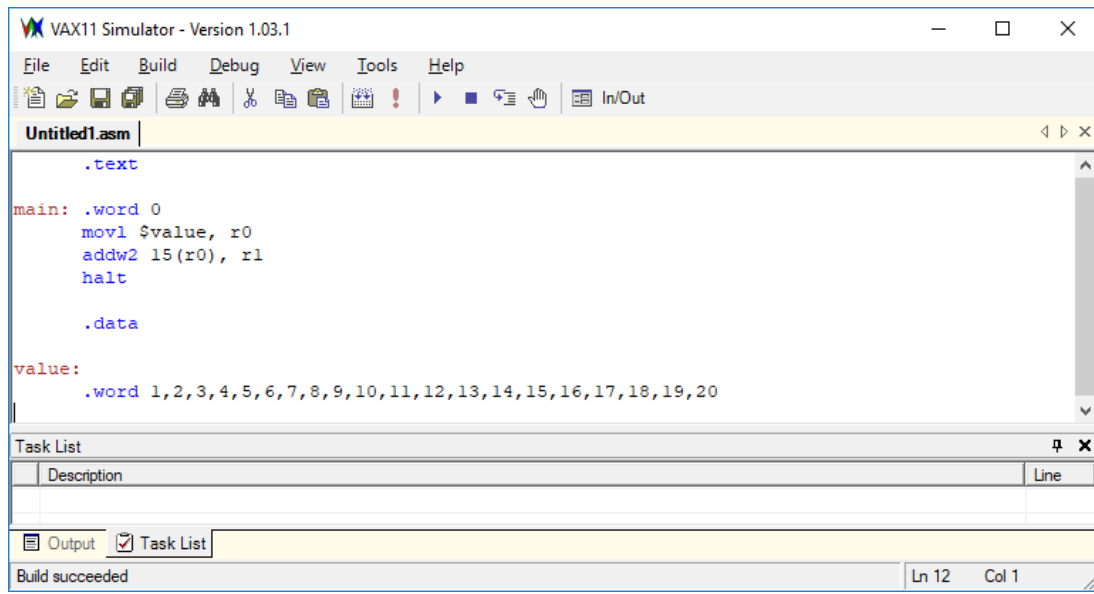 VAX11 Simulator - Version 1.03.1
File Edit Build Debug View Tools Help
In/Out
Untitled1.asm
.text
main: .word 0
movl $value, r0
addw2 15(r0), r1
halt
.data
value:
.word 1,2,3,4,5,6,7,8,9,10,11,12,13,14,15,16,17,18,19,20
Task List
Description Line
Output Task List
Build succeeded Ln 12 Col 1